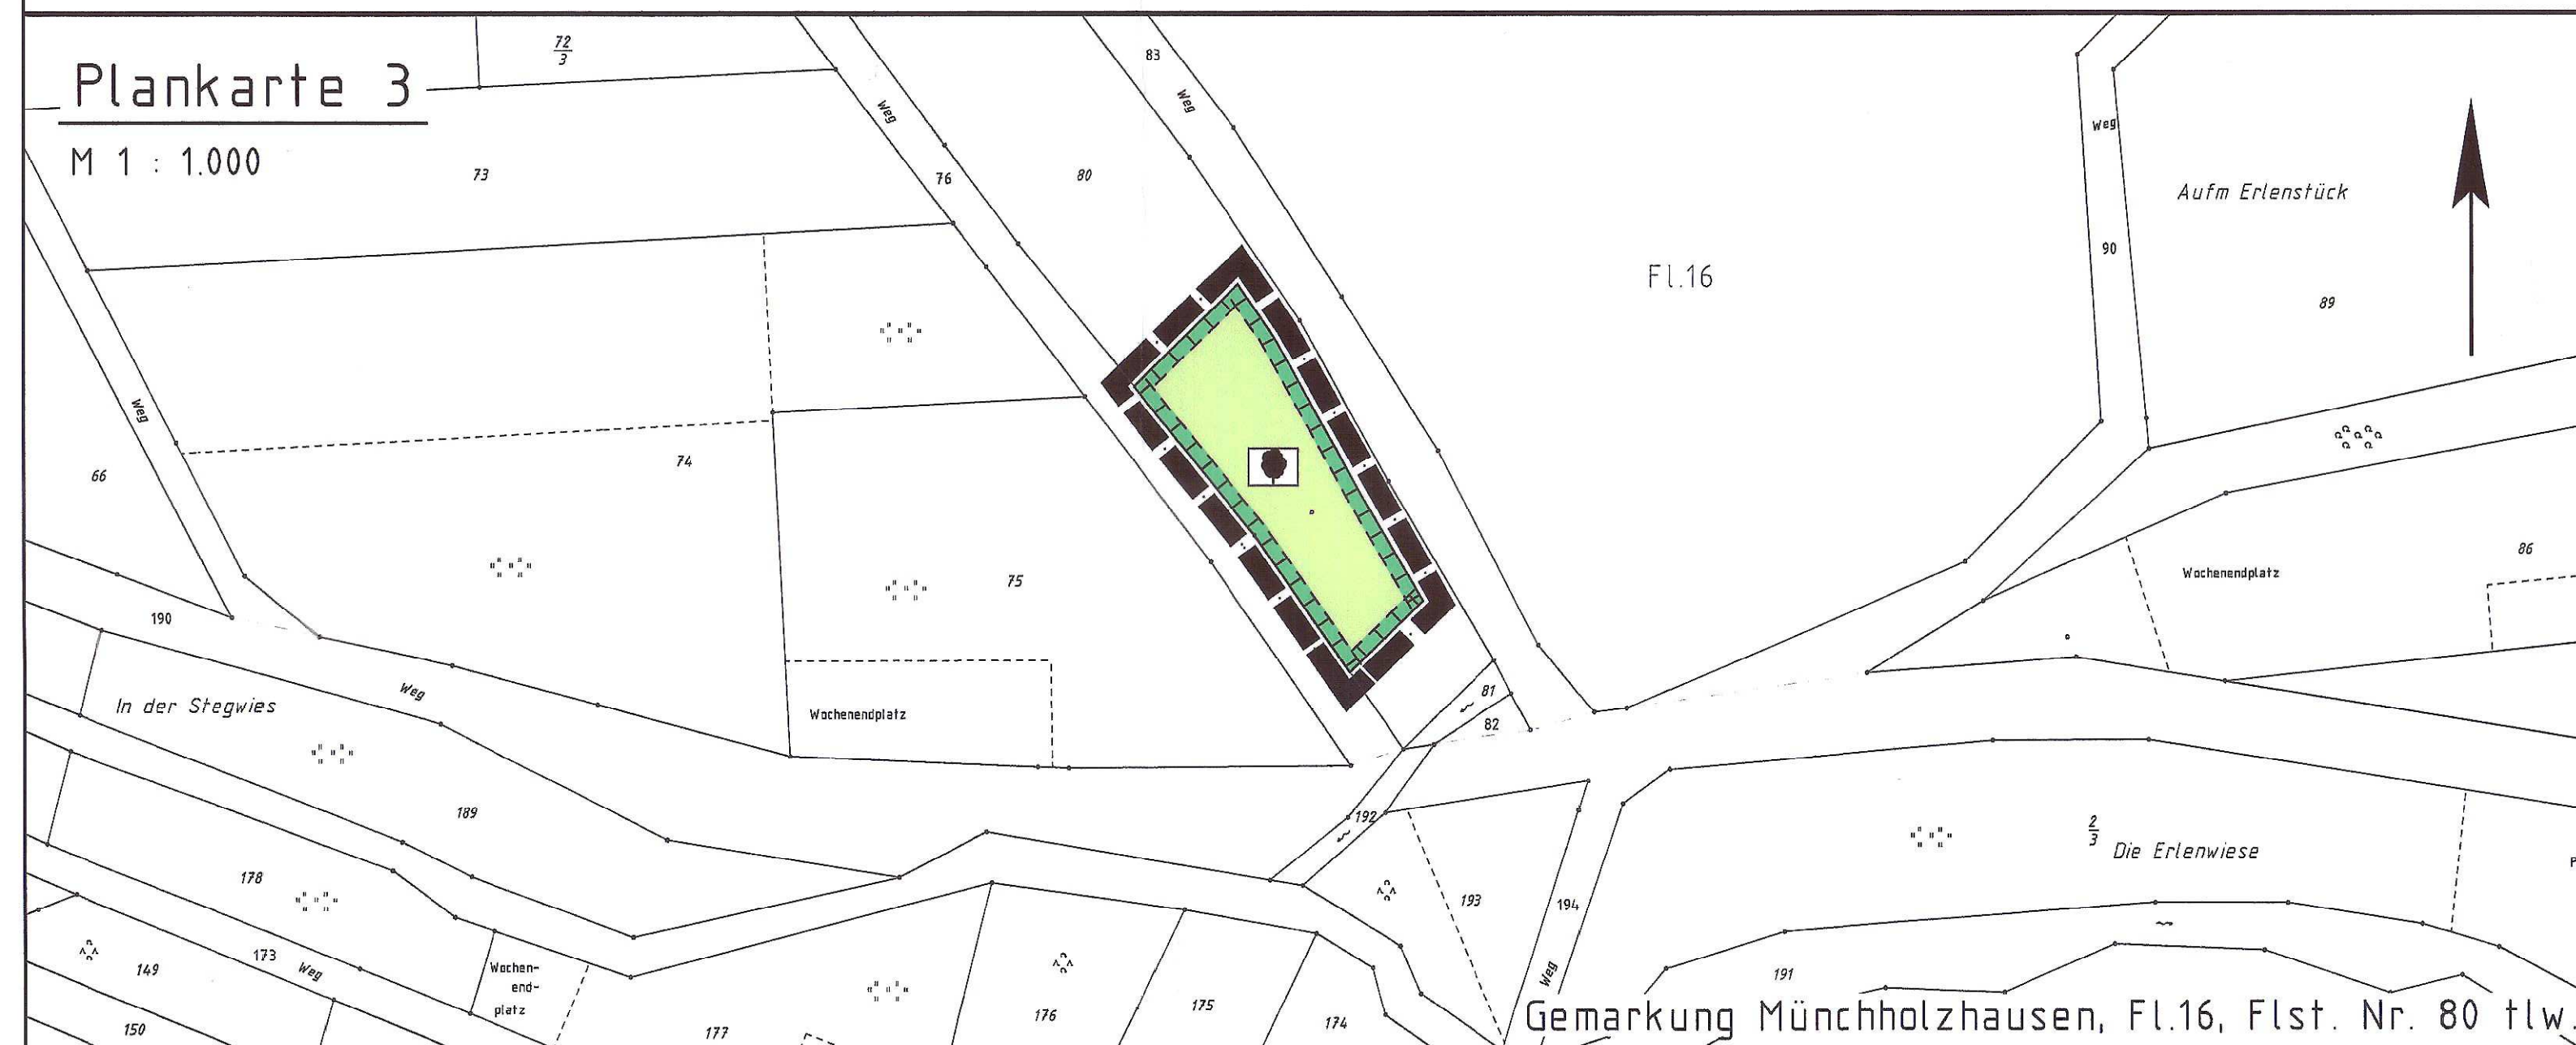 Plankarte 3
M 1 : 1.000
72
3
83
Weg
Weg
Weg
73
76
80
Aufm Erlenstück
Fl.16
90
89
Weg
66
74
75
86
Wochenendplatz
190
In der Stegwies
Weg
Wochenendplatz
81
82
189
192
2
3
Die Erlenwiese
178
193
194
173
Weg
149
Wochen-
end-
platz
Weg
191
150
177
176
175
174
Gemarkung Münchholzhausen, Fl.16, Flst. Nr. 80 tlw.